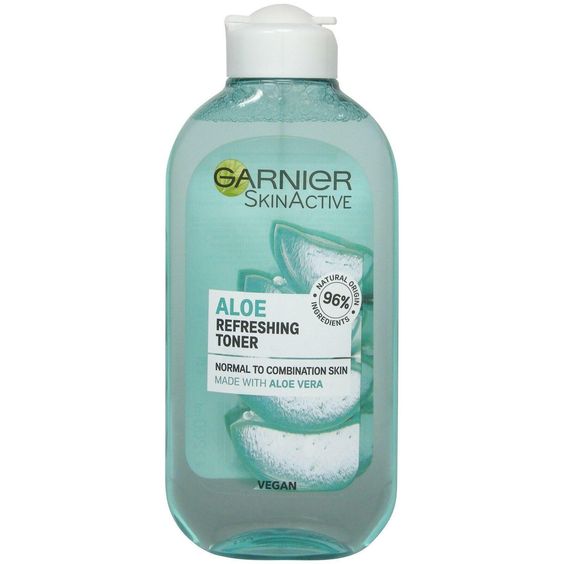 GARNIER
SKINACTIVE
NATURAL ORIGIN
96%
INGREDIENTS
ALOE
REFRESHING
TONER
NORMAL TO COMBINATION SKIN
MADE WITH ALOE VERA
VEGAN